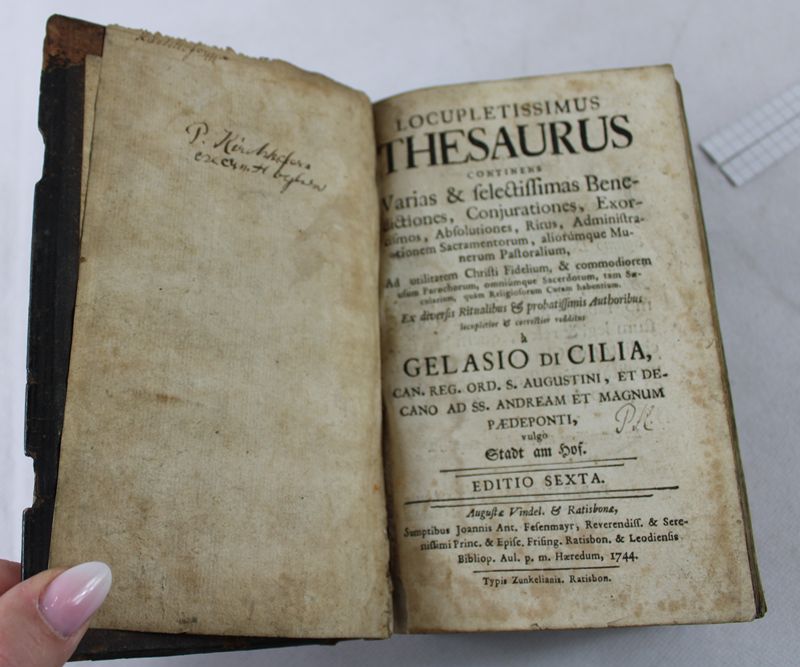 P. Kirchhofers
LOCUPLETISSIMUS
THESAURUS
CONTINENS
Varias & selectissimas Bene-
dictiones, Conjurationes, Exor-
cismos, Absolutiones, Ritus, Administra-
tionem Sacramentorum, aliorúmque Mu-
nerum Pastoralium,
Ad utilitatem Christi Fidelium, & commodiorem
usum Parochorum, omniúmque Sacerdotum, tam Sæ-
cularium, quàm Religiosorum Curam habentium.
Ex diversis Ritualibus & probatissimis Authoribus
locupletior & correctior redditus
à
GELASIO DI CILIA,
CAN. REG. ORD. S. AUGUSTINI, ET DE-
CANO AD SS. ANDREAM ET MAGNUM
PÆDEPONTI,
vulgo
Stadt am Hof.
P.K.
EDITIO SEXTA.
Augustæ Vindel. & Ratisbonæ,
Sumptibus Joannis Ant. Fesenmayr, Reverendiss. & Sere-
nissimi Princ. & Episc. Frising. Ratisbon. & Leodiensis
Bibliop. Aul. p. m. Hæredum, 1744.
Typis Zunkelianis. Ratisbon.